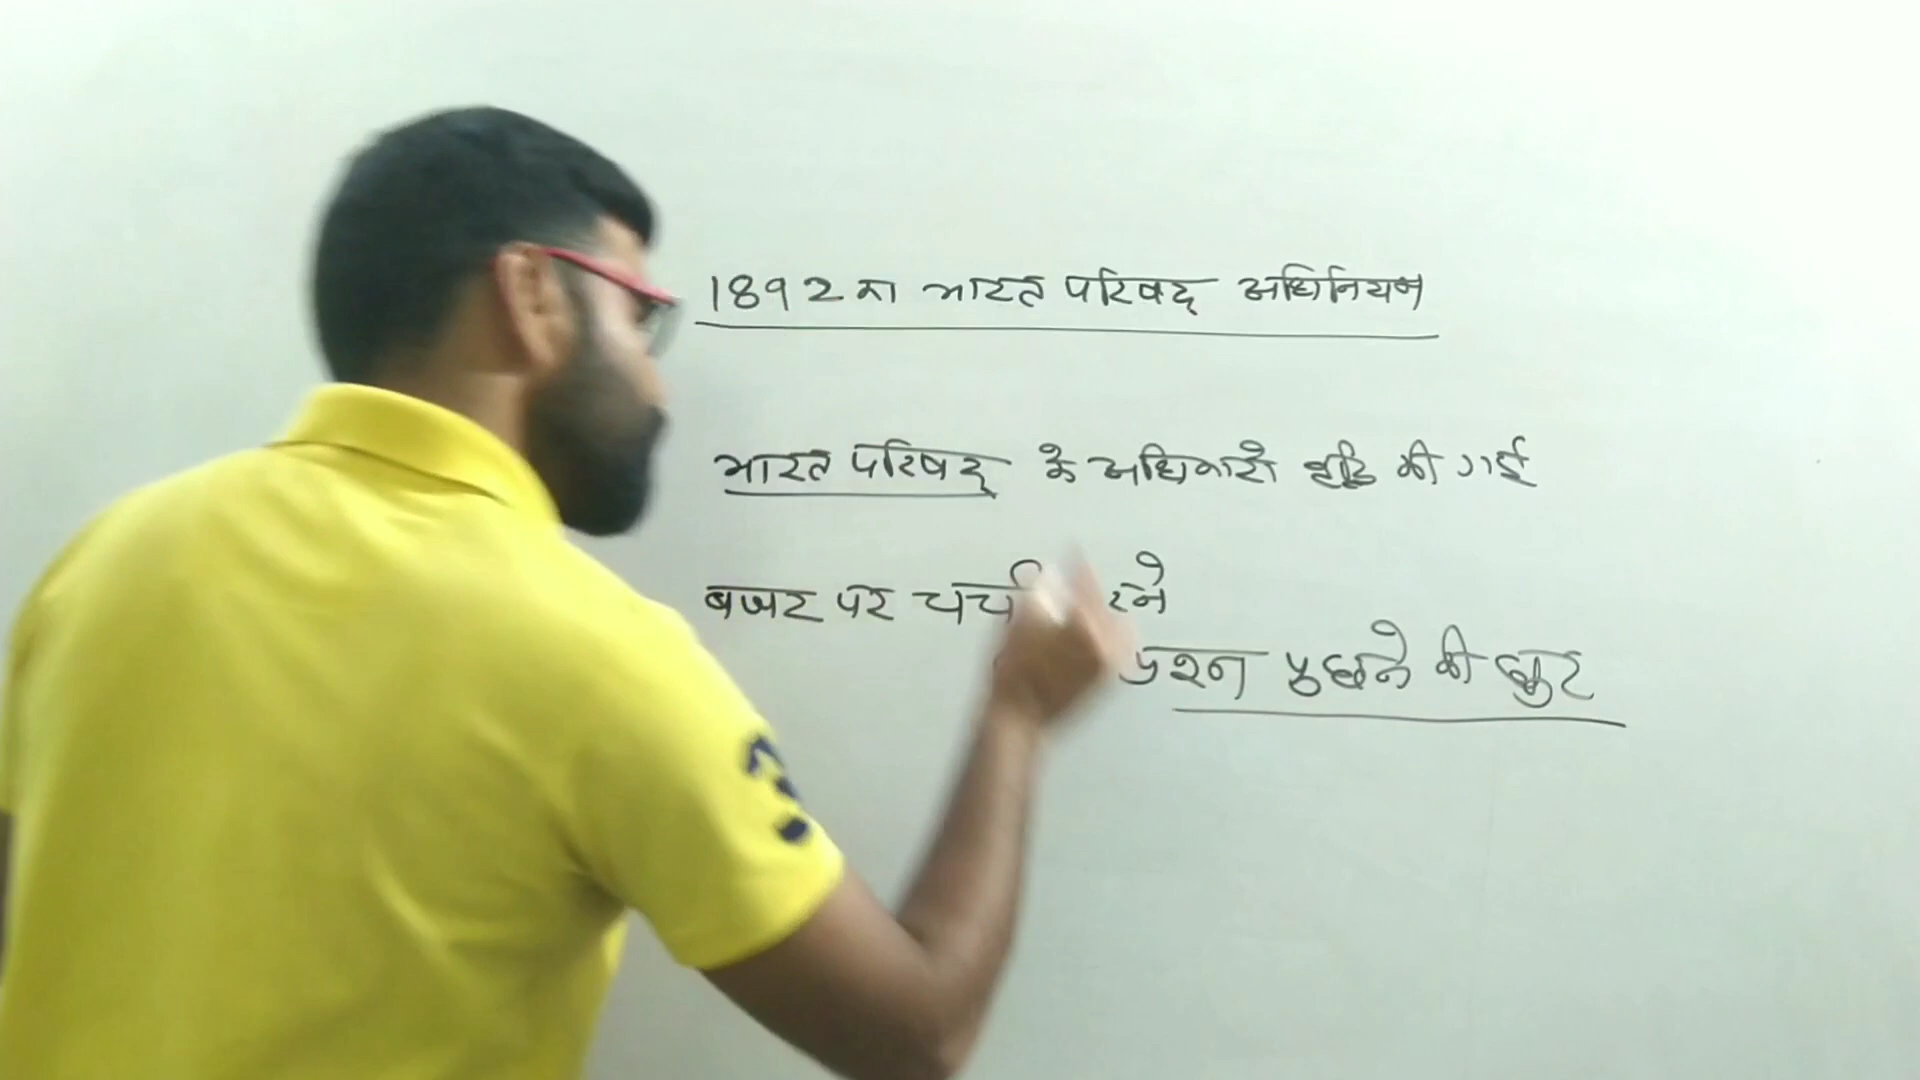 1892 का भारत परिषद् अधिनियम
भारत परिषद् के अधिकारो वृद्धि की गई
बजट पर चर्चा
प्रश्न पुछने की छुट